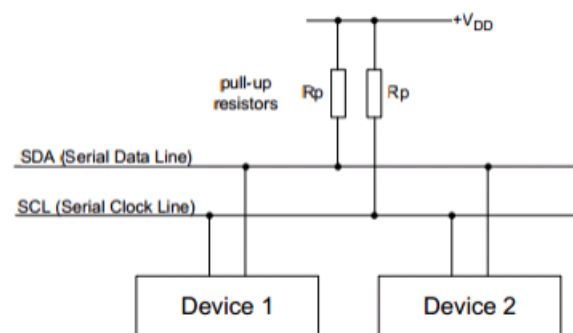 +VDD
pull-up
resistors
Rp
Rp
SDA (Serial Data Line)
SCL (Serial Clock Line)
Device 1
Device 2